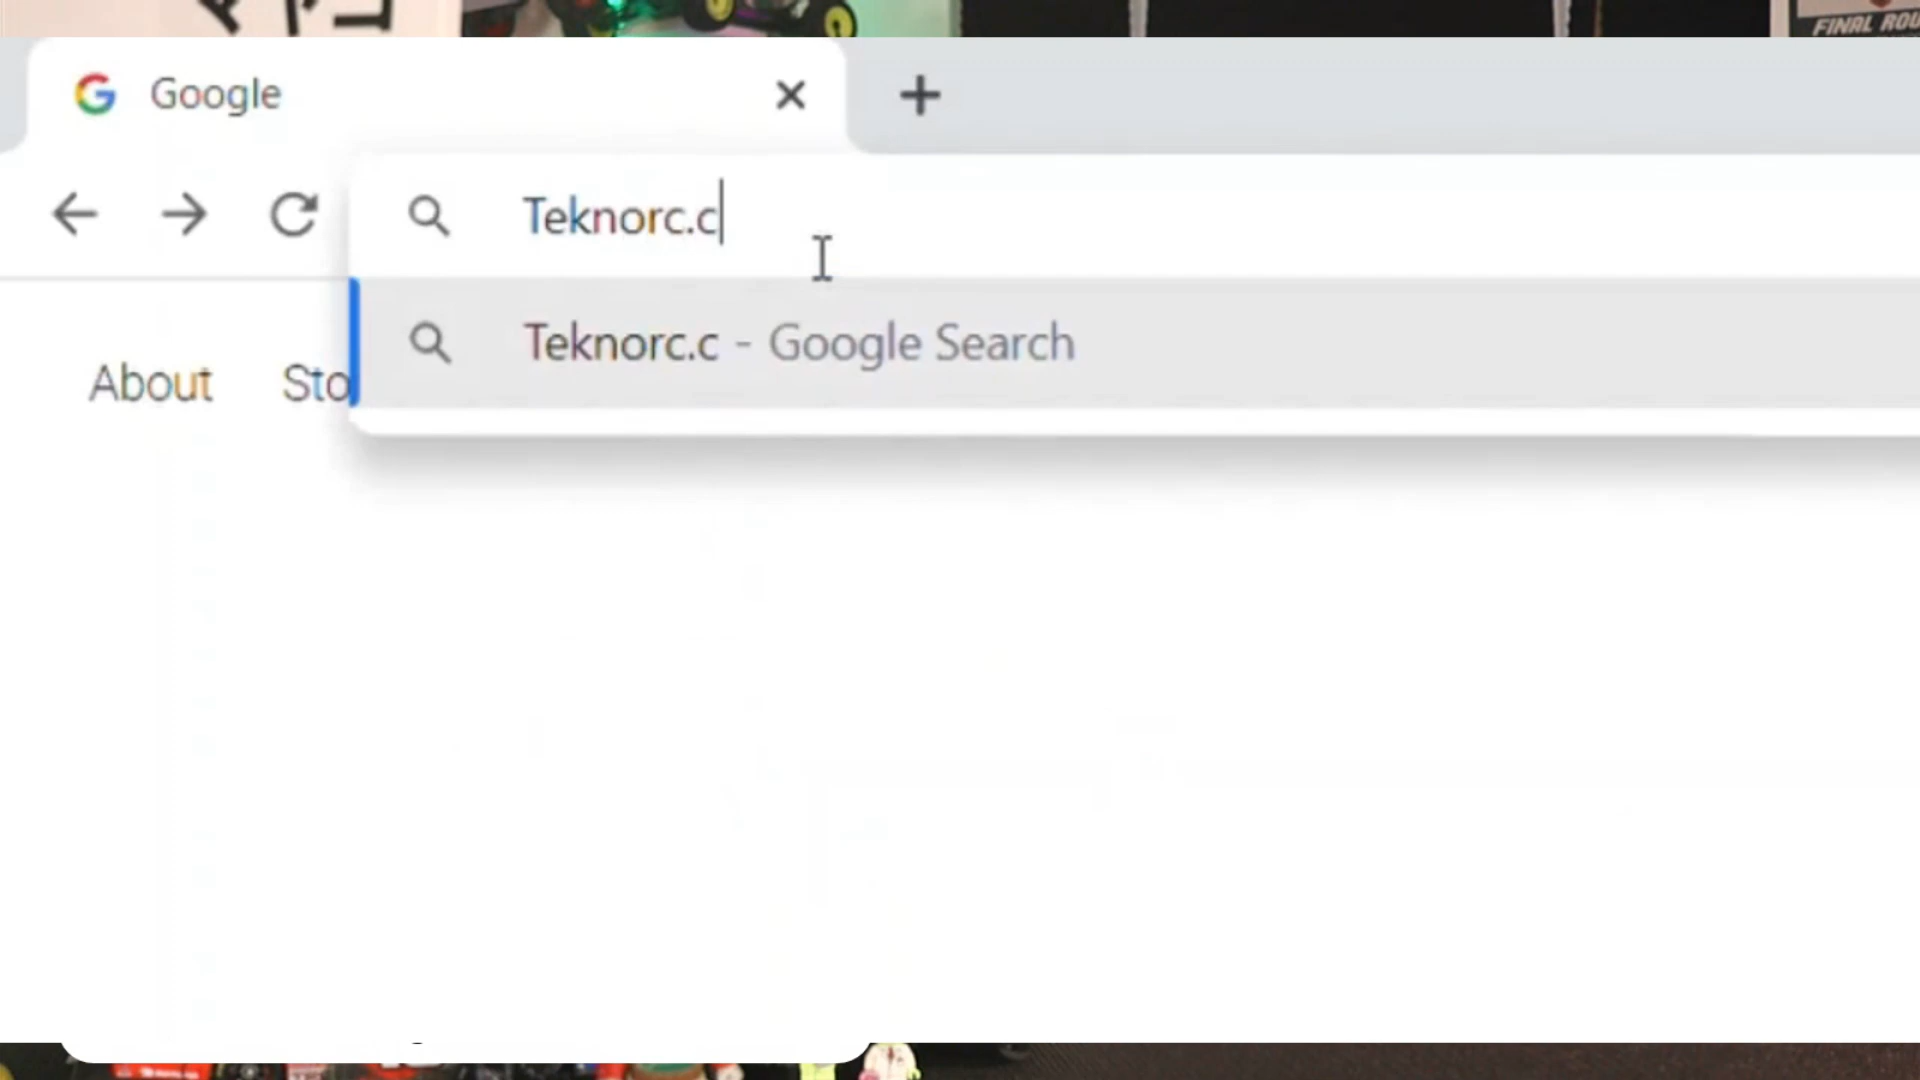 FINAL ROU
Google
Teknorc.c
Teknorc.c - Google Search
About Sto